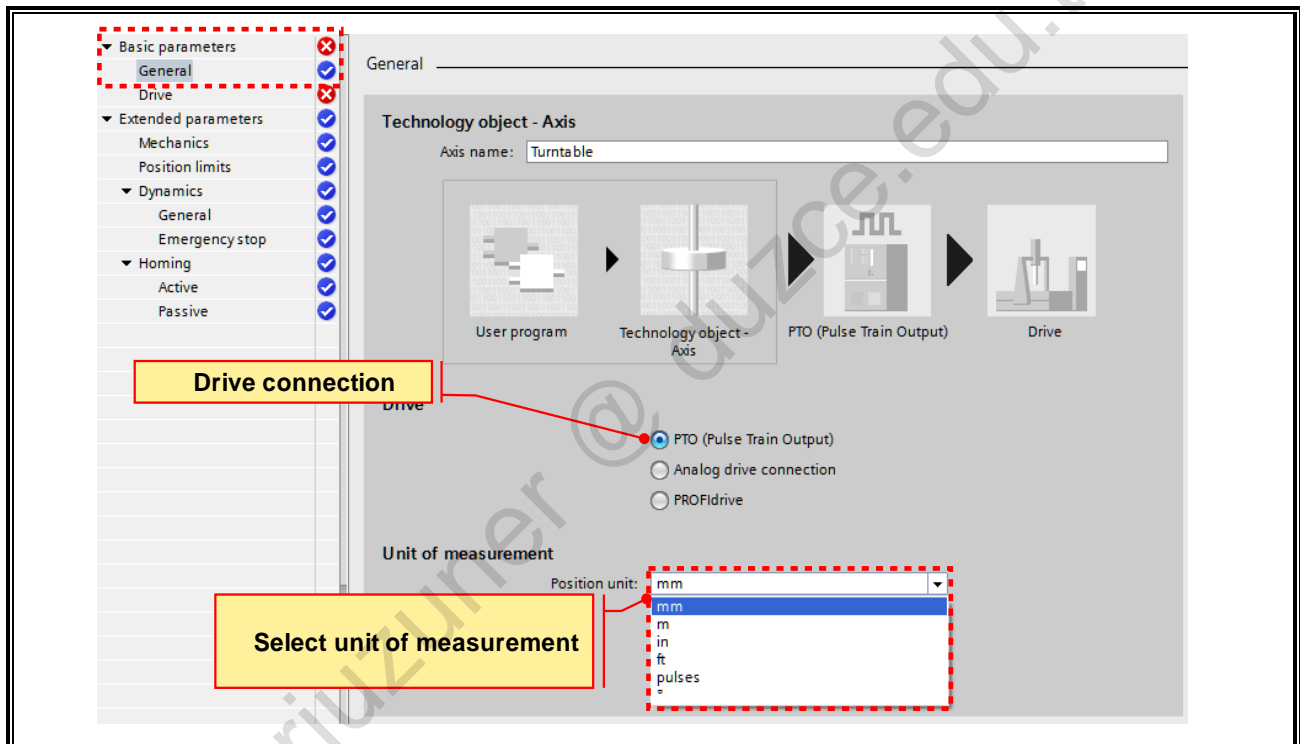 Basic parameters
General
Drive
Extended parameters
Mechanics
Position limits
Dynamics
General
Emergency stop
Homing
Active
Passive
General
Technology object - Axis
Axis name: Turntable
User program
Technology object -
Axis
PTO (Pulse Train Output)
Drive
Drive connection
Drive
PTO (Pulse Train Output)
Analog drive connection
PROFIdrive
Unit of measurement
Position unit: mm
mm
m
in
ft
pulses
°
Select unit of measurement
@ duzce.edu.